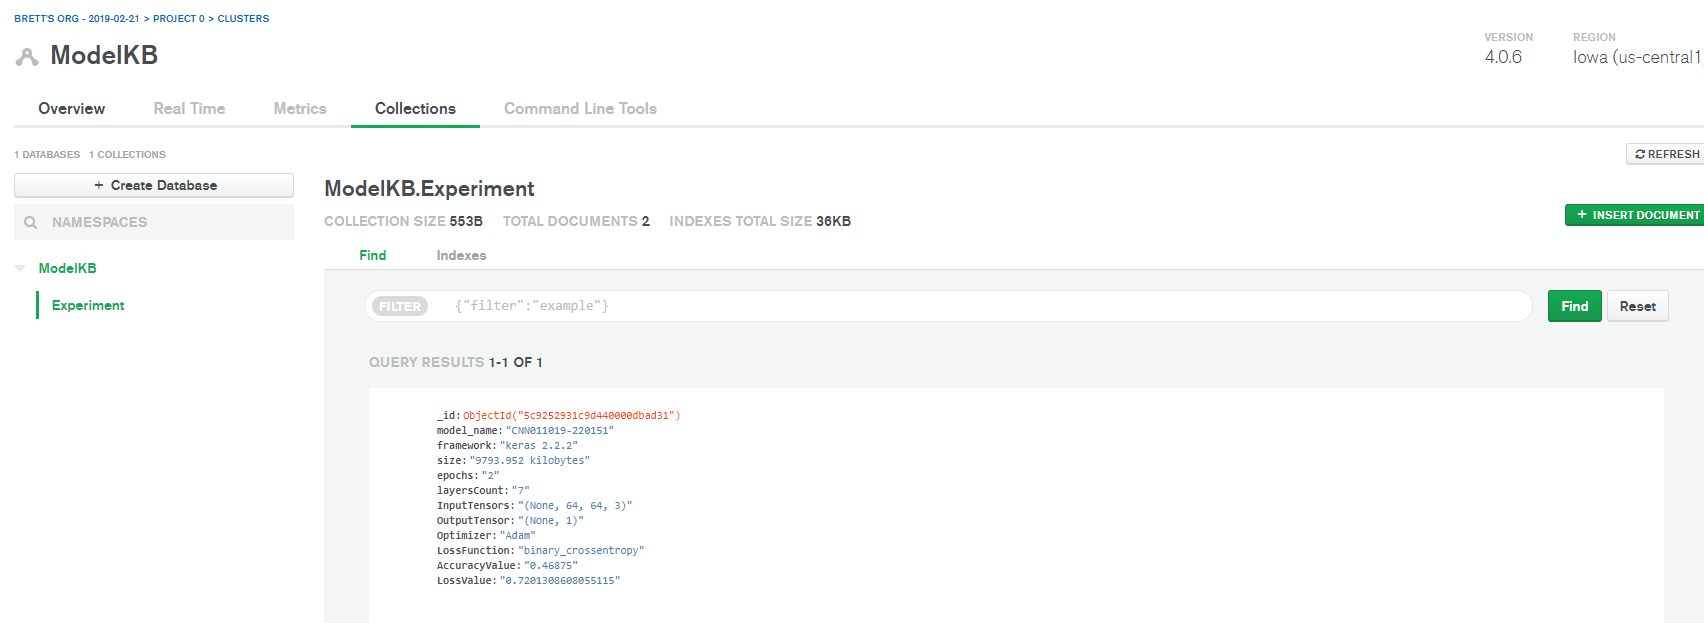 BRETT'S ORG - 2019-02-21 > PROJECT 0 > CLUSTERS
ModelKB
VERSION
4.0.6
REGION
Iowa (us-central1
Overview Real Time Metrics Collections Command Line Tools
1 DATABASES 1 COLLECTIONS
REFRESH
+ Create Database
NAMESPACES
ModelKB
Experiment
ModelKB.Experiment
COLLECTION SIZE 553B TOTAL DOCUMENTS 2 INDEXES TOTAL SIZE 36KB
+ INSERT DOCUMENT
Find Indexes
FILTER {"filter":"example"}
Find Reset
QUERY RESULTS 1-1 OF 1
_id:ObjectId("5c9252931c9d440000dbad31")
model_name:"CNN011019-220151"
framework:"keras 2.2.2"
size:"9793.952 kilobytes"
epochs:"2"
layersCount:"7"
InputTensors:"(None, 64, 64, 3)"
OutputTensor:"(None, 1)"
Optimizer:"Adam"
LossFunction:"binary_crossentropy"
AccuracyValue:"0.46875"
LossValue:"0.7201308608055115"